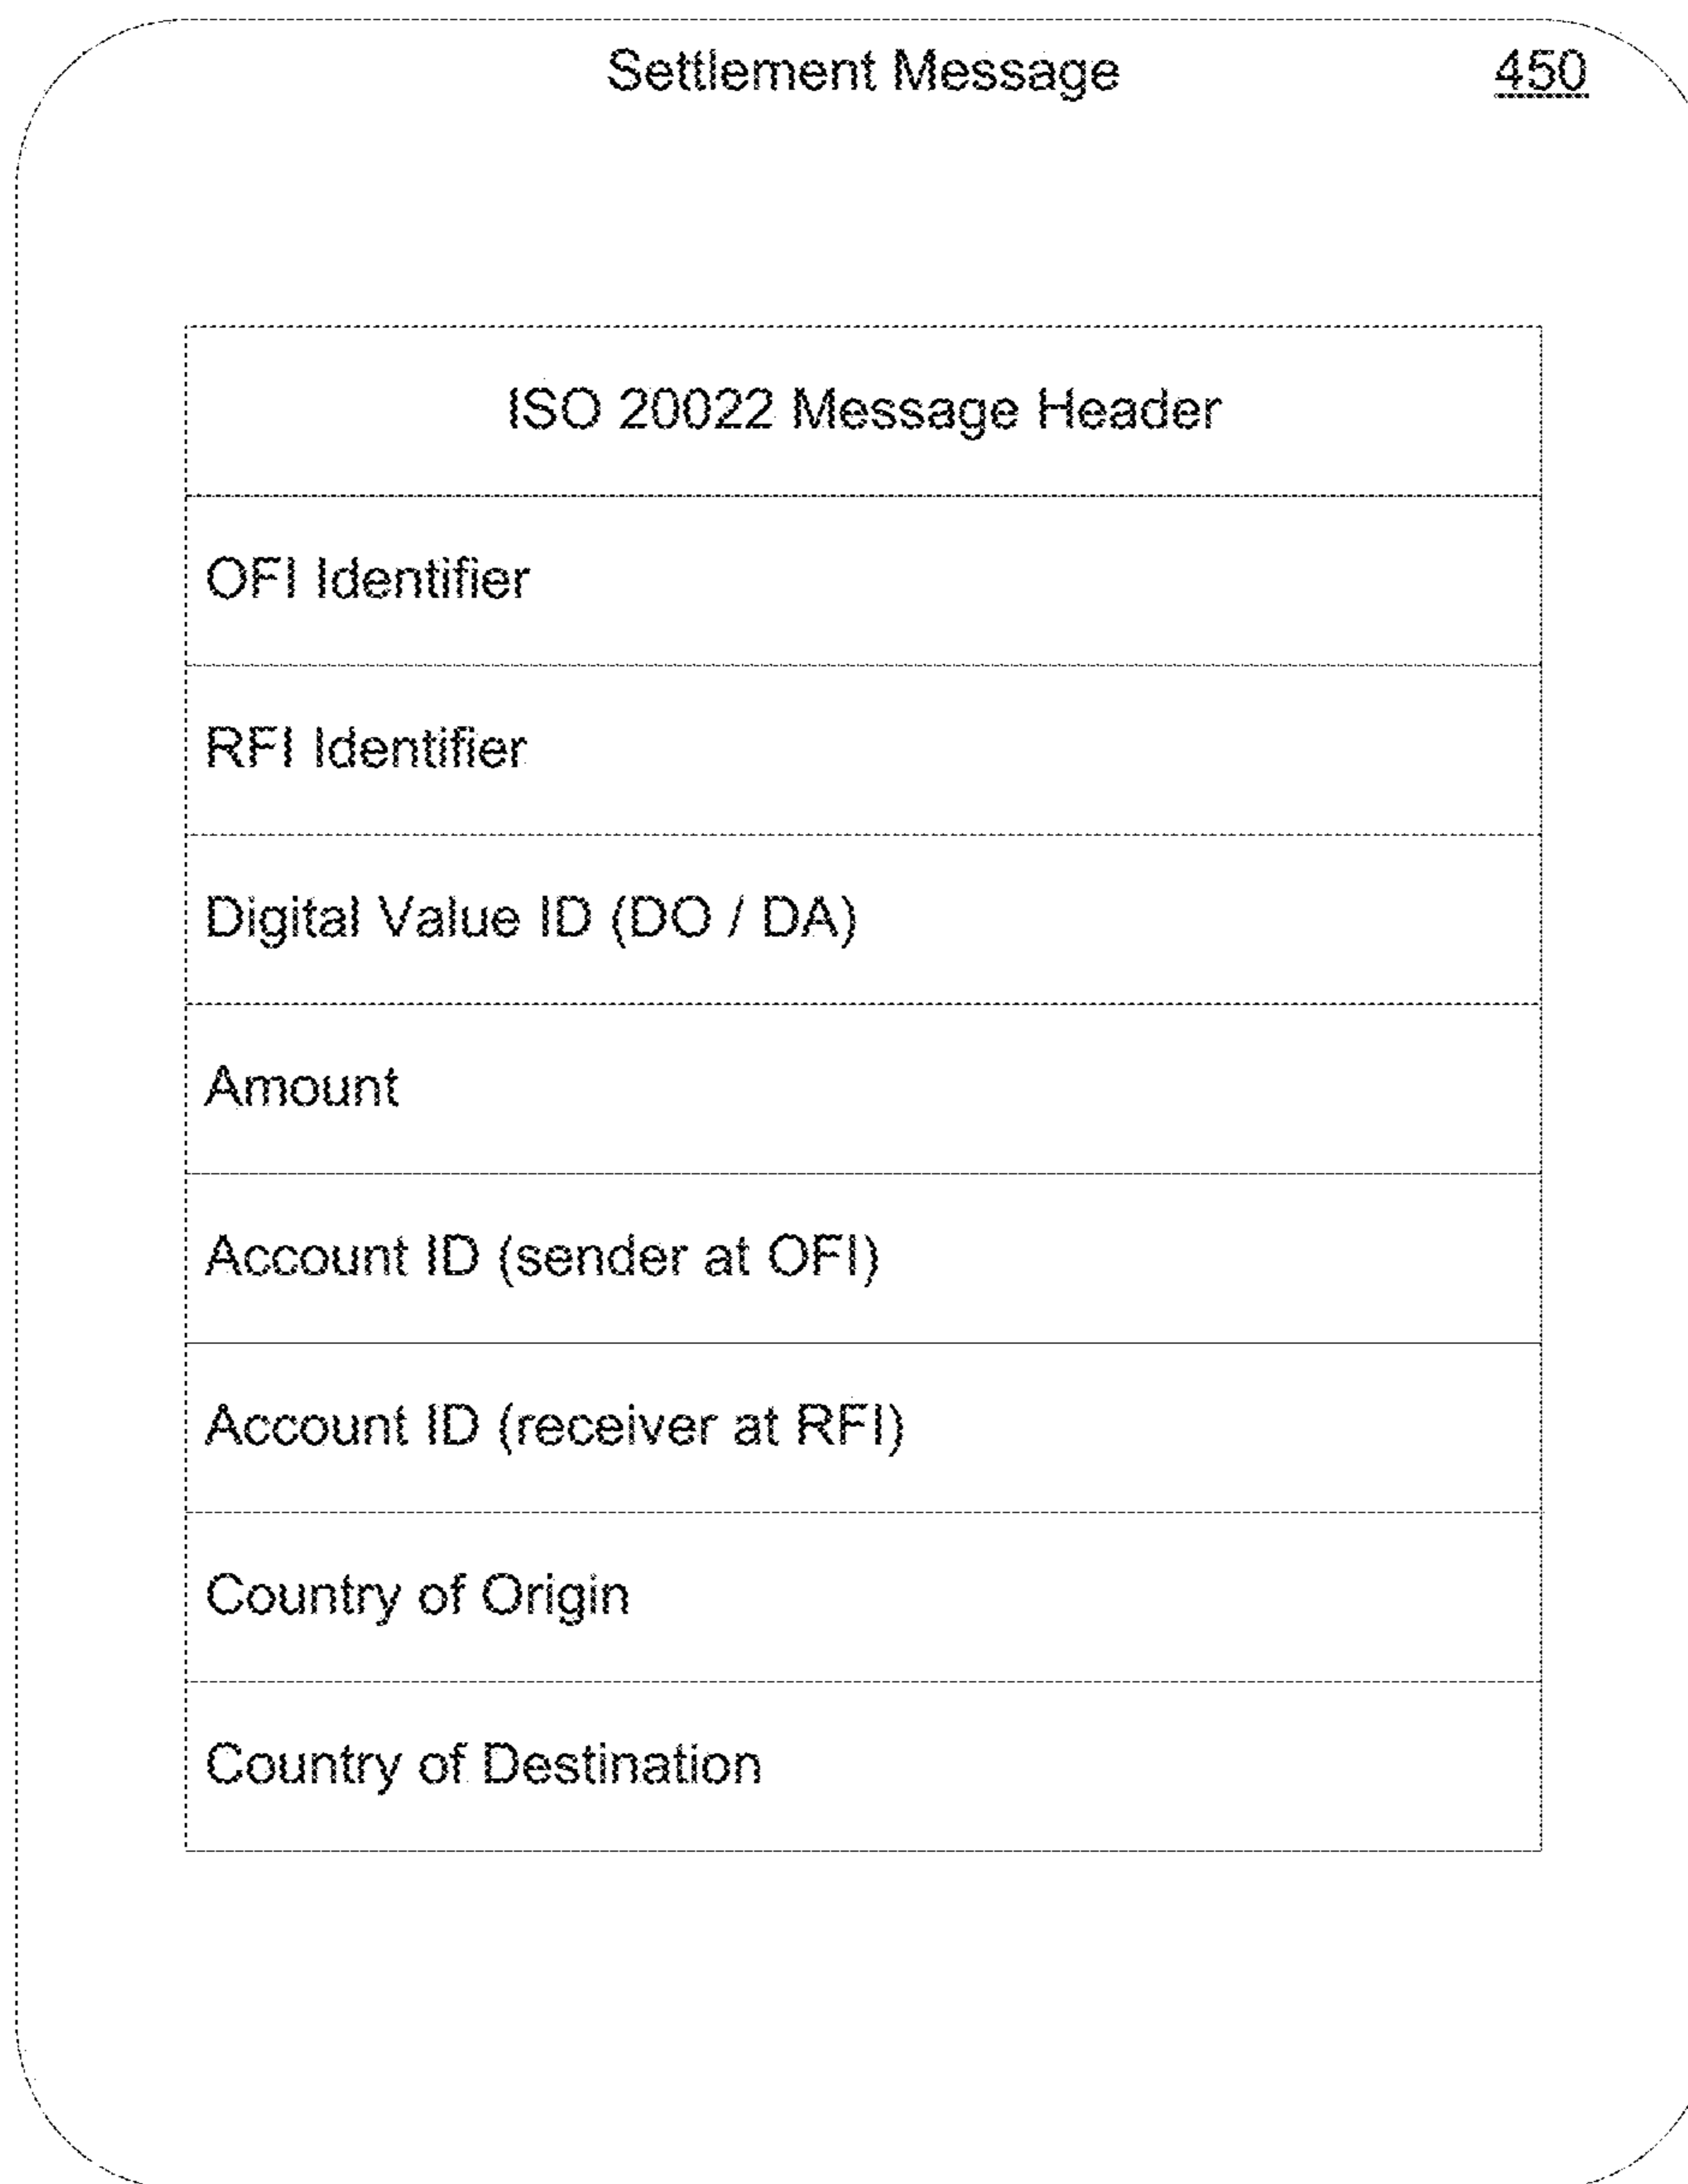 Settlement Message 450
ISO 20022 Message Header
OFI Identifier
RFI Identifier
Digital Value ID (DO / DA)
Amount
Account ID (sender at OFI)
Account ID (receiver at RFI)
Country of Origin
Country of Destination